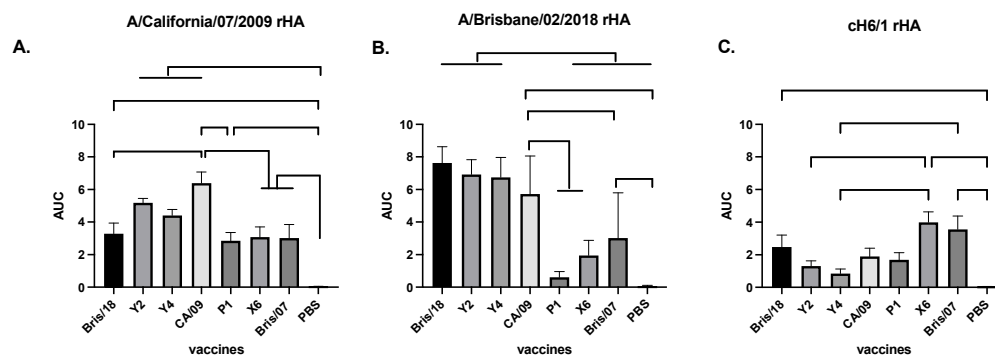 A/California/07/2009 rHA
A.
AUC
10
8
6
4
2
0
Bris/18
Y2
Y4
CA/09
P1
X6
Bris/07
PBS
vaccines
A/Brisbane/02/2018 rHA
B.
AUC
10
8
6
4
2
0
Bris/18
Y2
Y4
CA/09
P1
X6
Bris/07
PBS
vaccines
cH6/1 rHA
C.
AUC
10
8
6
4
2
0
Bris/18
Y2
Y4
CA/09
P1
X6
Bris/07
PBS
vaccines